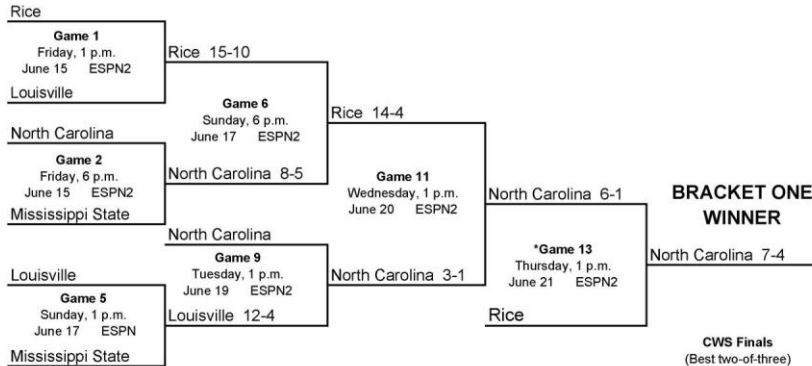 Rice
Game 1
Friday, 1 p.m.
June 15 ESPN2
Louisville
Rice 15-10
North Carolina
Game 2
Friday, 6 p.m.
June 15 ESPN2
Mississippi State
Game 6
Sunday, 6 p.m.
June 17 ESPN2
North Carolina 8-5
Rice 14-4
Game 11
Wednesday, 1 p.m.
June 20 ESPN2
North Carolina
Game 9
Tuesday, 1 p.m.
June 19 ESPN2
Louisville 12-4
Louisville
Game 5
Sunday, 1 p.m.
June 17 ESPN
Mississippi State
North Carolina 3-1
North Carolina 6-1
*Game 13
Thursday, 1 p.m.
June 21 ESPN2
Rice
BRACKET ONE
WINNER
North Carolina 7-4
CWS Finals
(Best two-of-three)